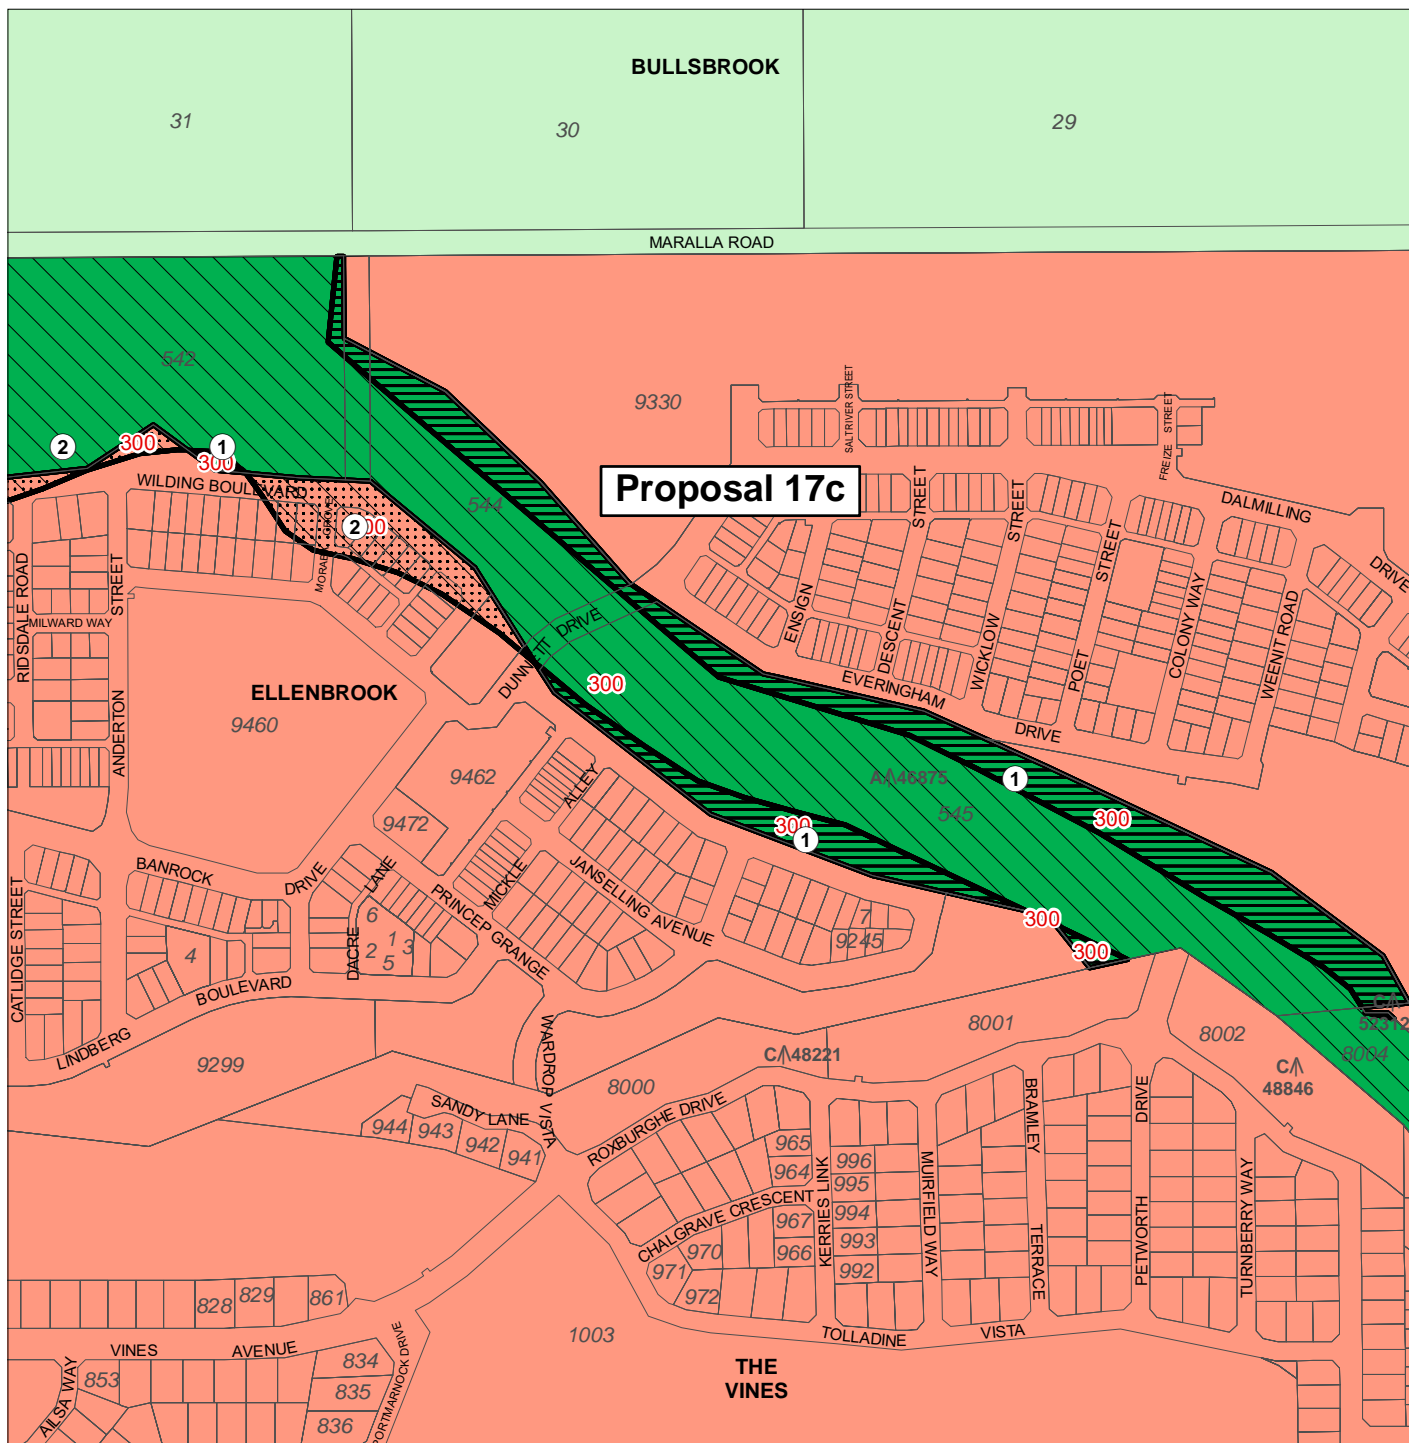 BULLSBROOK
31
30
29
MARALLA ROAD
542
9330
SALTRIVER STREET
FREIZE STREET
2
300
1
300
WILDING BOULEVARD
Proposal 17c
544
STREET
STREET
DALMILLING
DRIVE
2
MORAB GROVE
RIDSDALE ROAD
STREET
MILWARD WAY
ANDERTON
ENSIGN
DESCENT
WICKLOW
POET
STREET
COLONY WAY
WEENIT ROAD
DUNNETT DRIVE
EVERINGHAM
DRIVE
300
ELLENBROOK
9460
9462
9472
ALLEY
MICKLE
A 46875
545
1
300
300
1
JANSELLING AVENUE
PRINCEP GRANGE
BANROCK
DRIVE
LANE
DACRE
6
1
2
3
5
4
7
9245
300
300
CATLIDGE STREET
BOULEVARD
LINDBERG
9299
WARDROP VISTA
8001
8002
C
52312
8004
C 48221
C
48846
8000
SANDY LANE
944
943
942
941
ROXBURGHE DRIVE
CHALGRAVE CRESCENT
965
964
967
966
970
971
972
KERRIES LINK
996
995
994
993
992
MUIRFIELD WAY
BRAMLEY
TERRACE
DRIVE
PETWORTH
TURNBERRY WAY
TOLLADINE
VISTA
828
829
861
1003
THE
VINES
VINES
AVENUE
PORTMARNOCK DRIVE
AILSA WAY
853
834
835
836